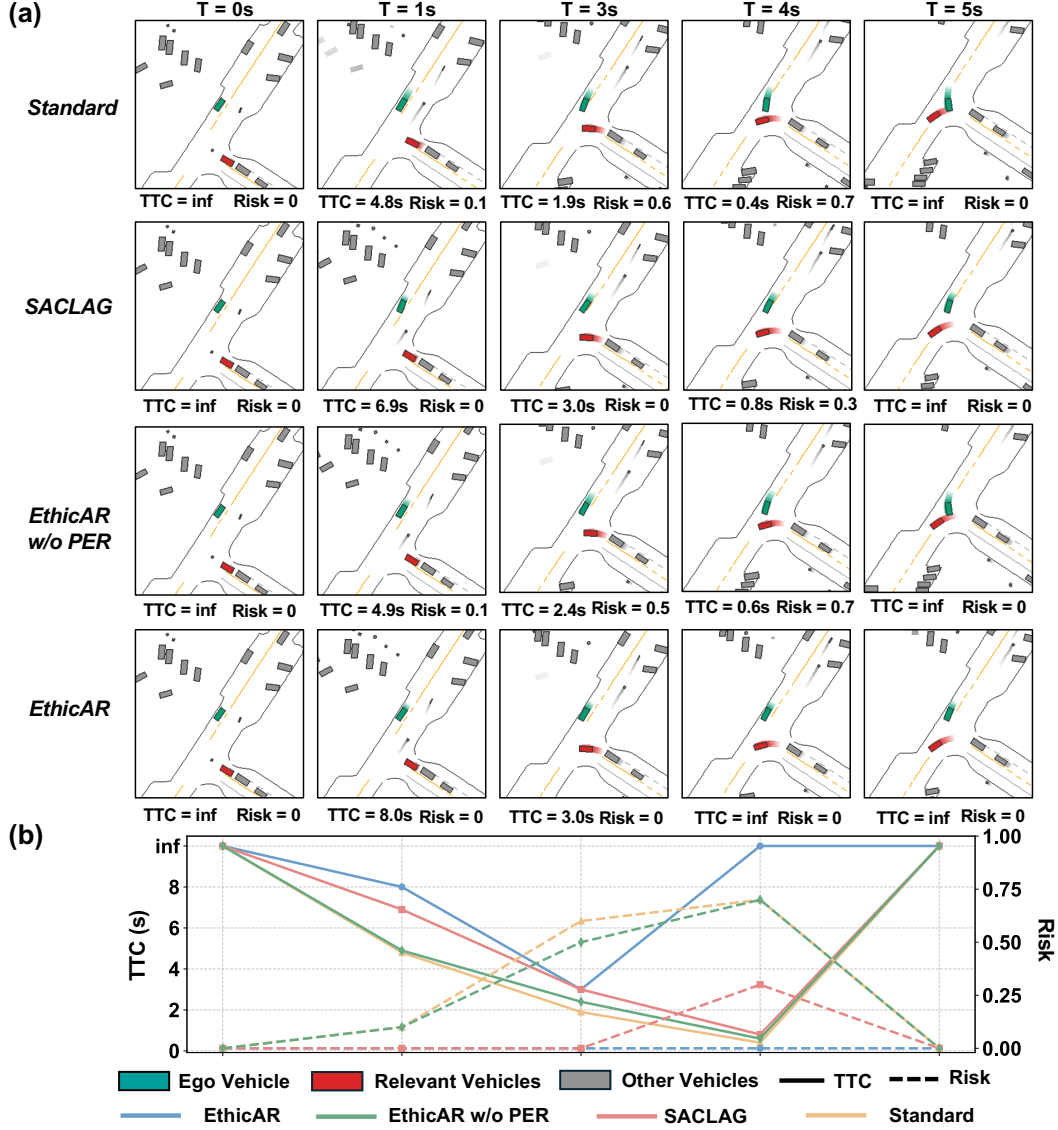 (a)
T = 0s T = 1s T = 3s T = 4s T = 5s
Standard
TTC = inf Risk = 0 TTC = 4.8s Risk = 0.1 TTC = 1.9s Risk = 0.6 TTC = 0.4s Risk = 0.7 TTC = inf Risk = 0
SACLAG
TTC = inf Risk = 0 TTC = 6.9s Risk = 0 TTC = 3.0s Risk = 0 TTC = 0.8s Risk = 0.3 TTC = inf Risk = 0
EthicAR
w/o PER
TTC = inf Risk = 0 TTC = 4.9s Risk = 0.1 TTC = 2.4s Risk = 0.5 TTC = 0.6s Risk = 0.7 TTC = inf Risk = 0
EthicAR
TTC = inf Risk = 0 TTC = 8.0s Risk = 0 TTC = 3.0s Risk = 0 TTC = inf Risk = 0 TTC = inf Risk = 0
(b)
TTC (s)
inf
8
6
4
2
0
1.00
0.75
0.50
0.25
0.00
Risk
Ego Vehicle Relevant Vehicles Other Vehicles TTC Risk
EthicAR EthicAR w/o PER SACLAG Standard